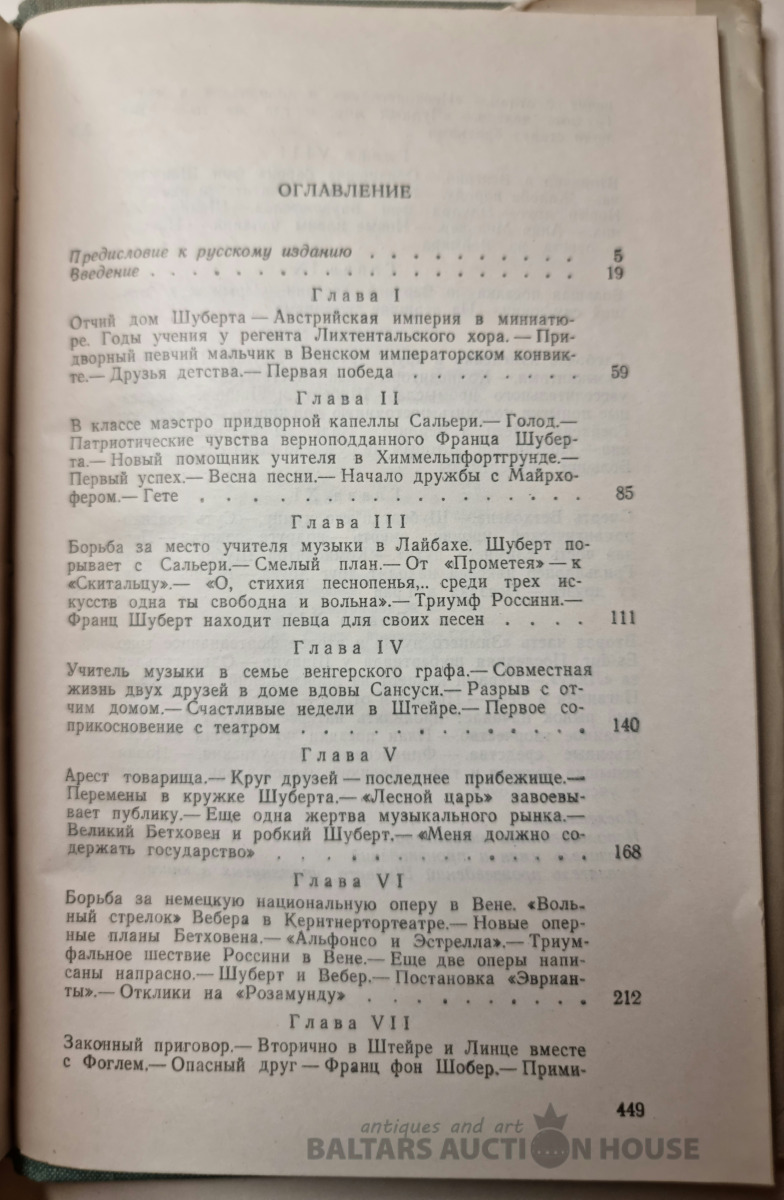 ОГЛАВЛЕНИЕ
Предисловие к русскому изданию . . . . . . . . . . 5
Введение . . . . . . . . . . . . . . . . . 19
Глава I
Отчий дом Шуберта — Австрийская империя в миниатю-
ре. Годы учения у регента Лихтентальского хора. — При-
дворный певчий мальчик в Венском императорском конвик-
те.— Друзья детства.— Первая победа . . . . . . . . 59
Глава II
В классе маэстро придворной капеллы Сальери.— Голод.—
Патриотические чувства верноподданного Франца Шубер-
та.— Новый помощник учителя в Химмельпфортгрунде.—
Первый успех.— Весна песни.— Начало дружбы с Майрхо-
фером.— Гете . . . . . . . . . . . . . . . 85
Глава III
Борьба за место учителя музыки в Лайбахе. Шуберт по-
рывает с Сальери.— Смелый план.— От «Прометея» — к
«Скитальцу».— «О, стихия песнопенья,.. среди трех ис-
кусств одна ты свободна и вольна».— Триумф Россини.—
Франц Шуберт находит певца для своих песен . . . . 111
Глава IV
Учитель музыки в семье венгерского графа.— Совместная
жизнь двух друзей в доме вдовы Сансуси.— Разрыв с от-
чим домом.— Счастливые недели в Штейре.— Первое со-
прикосновение с театром . . . . . . . . . . . . 140
Глава V
Арест товарища.— Круг друзей — последнее прибежище.—
Перемены в кружке Шуберта.— «Лесной царь» завоевы-
вает публику.— Еще одна жертва музыкального рынка.—
Великий Бетховен и робкий Шуберт.— «Меня должно со-
держать государство» . . . . . . . . . . . . . 168
Глава VI
Борьба за немецкую национальную оперу в Вене. «Воль-
ный стрелок» Вебера в Кернтнертортеатре.— Новые опер-
ные планы Бетховена.— «Альфонсо и Эстрелла».— Триум-
фальное шествие Россини в Вене.— Еще две оперы напи-
саны напрасно.— Шуберт и Вебер.— Постановка «Эвриан-
ты».— Отклики на «Розамунду» . . . . . . . . . 212
Глава VII
Законный приговор.— Вторично в Штейре и Линце вместе
с Фоглем.— Опасный друг — Франц фон Шобер.— Прими-
449
antiques and art
BALTARS AUCTION HOUSE